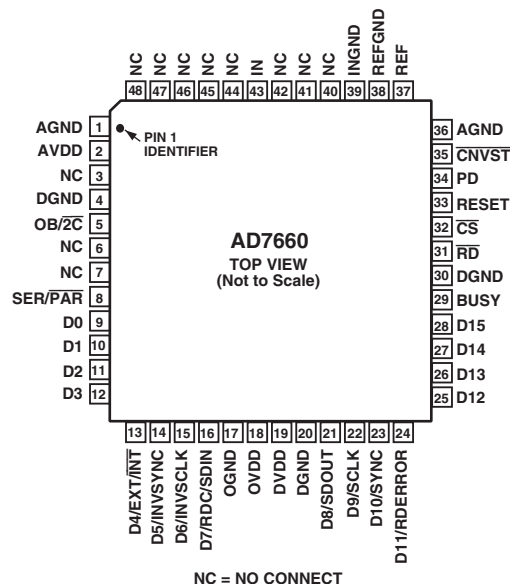 NC NC NC NC NC IN NC NC NC INGND REFGND REF
48 47 46 45 44 43 42 41 40 39 38 37
AGND 1
AVDD 2
NC 3
DGND 4
OB/2C 5
NC 6
NC 7
SER/PAR 8
D0 9
D1 10
D2 11
D3 12
PIN 1
IDENTIFIER
AD7660
TOP VIEW
(Not to Scale)
36 AGND
35 CNVST
34 PD
33 RESET
32 CS
31 RD
30 DGND
29 BUSY
28 D15
27 D14
26 D13
25 D12
13 14 15 16 17 18 19 20 21 22 23 24
D4/EXT/INT D5/INVSYNC D6/INVSCLK D7/RDC/SDIN OGND OVDD DVDD DGND D8/SDOUT D9/SCLK D10/SYNC D11/RDERROR
NC = NO CONNECT